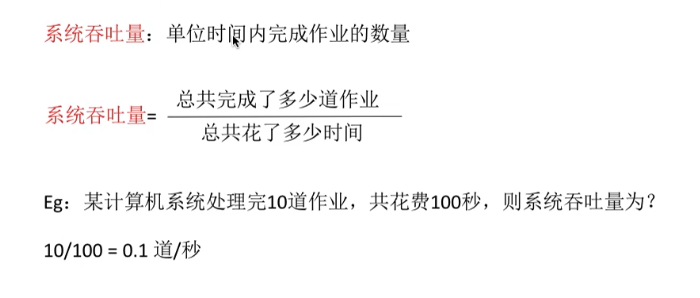 系统吞吐量：单位时间内完成作业的数量
系统吞吐量=
总共完成了多少道作业
总共花了多少时间
Eg：某计算机系统处理完10道作业，共花费100秒，则系统吞吐量为？
10/100 = 0.1 道/秒